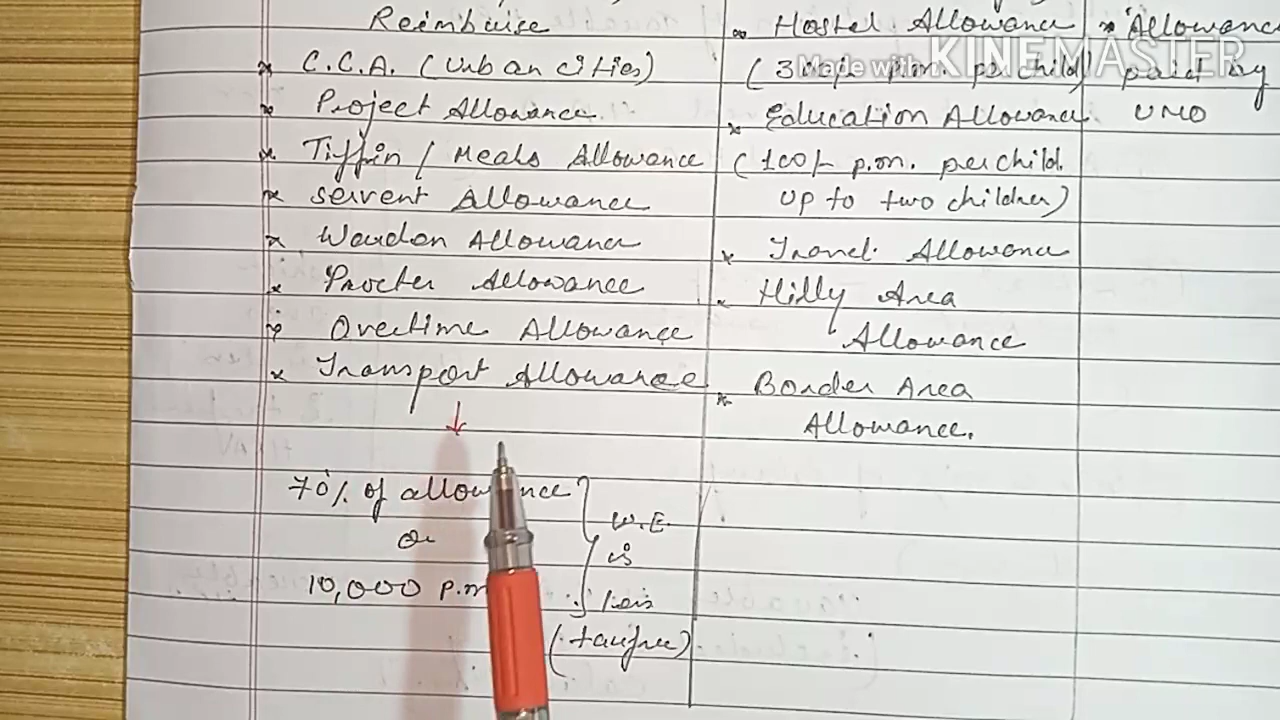 Reimburse
C.C.A. (Urban cities)
Project Allowance
Tiffin / Meals Allowance
Servent Allowance
Warden Allowance
Procter Allowance
Overtime Allowance
Transport Allowance
70% of allowance
Or
10,000 p.m
W.E.
is
less
(taxfree)
Hostel Allowance
p.m. per child)
Education Allowance
(100/- p.m. per child
up to two children)
Travel Allowance
Hilly Area
Allowance
Border Area
Allowance.
Allowance
paid by
UNO
Made with
KINEMASTER